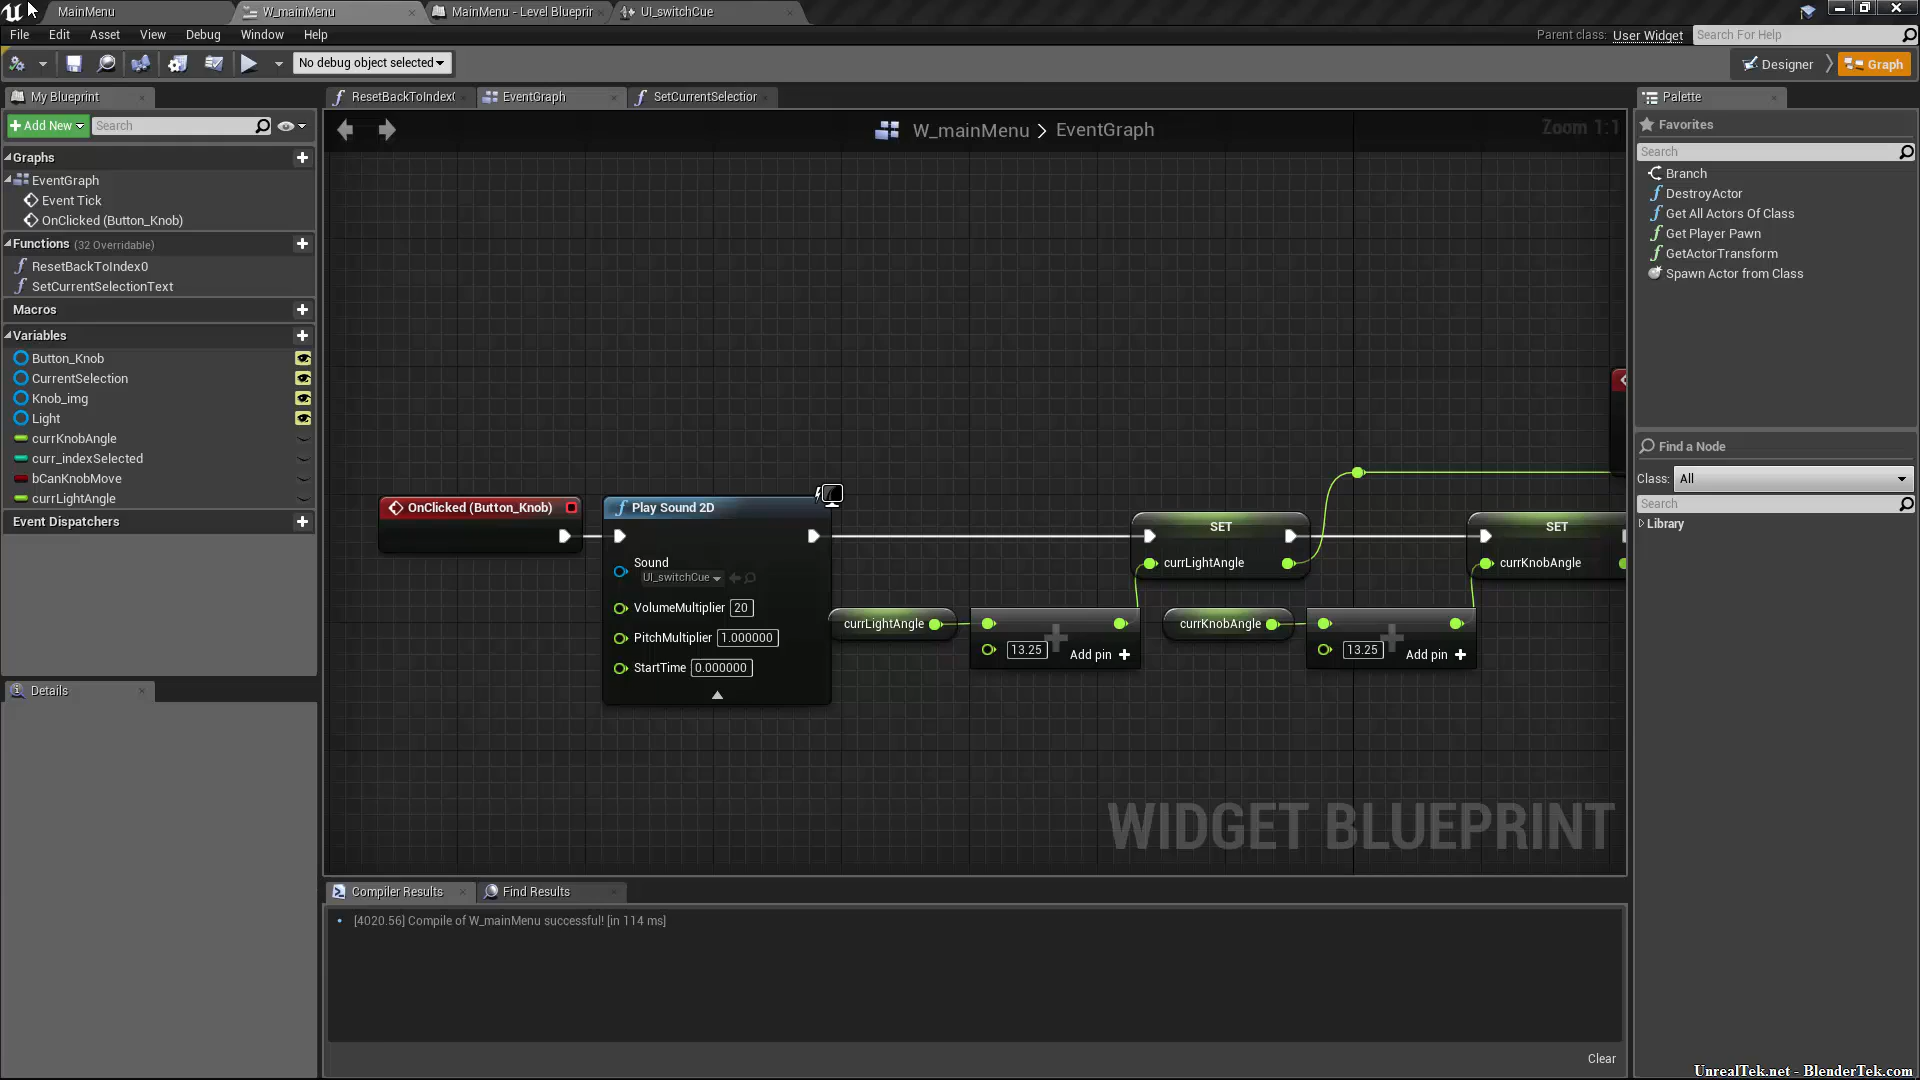 MainMenu
W_mainMenu
MainMenu - Level Blueprir
UI_switchCue
File Edit Asset View Debug Window Help
Parent class: User Widget
Search For Help
No debug object selected
Designer
Graph
My Blueprint
ResetBackToIndex(
EventGraph
SetCurrentSelectior
Palette
Add New
Search
W_mainMenu > EventGraph
Zoom 1:1
Favorites
Search
Branch
DestroyActor
Get All Actors Of Class
Get Player Pawn
GetActorTransform
Spawn Actor from Class
Graphs
EventGraph
Event Tick
OnClicked (Button_Knob)
Functions (32 Overridable)
ResetBackToIndex0
SetCurrentSelectionText
Macros
Variables
Button_Knob
CurrentSelection
Knob_img
Light
currKnobAngle
curr_indexSelected
bCanKnobMove
currLightAngle
Event Dispatchers
Find a Node
Class: All
Search
Library
OnClicked (Button_Knob)
Play Sound 2D
Sound
UI_switchCue
VolumeMultiplier 20
PitchMultiplier 1.000000
StartTime 0.000000
SET
currLightAngle
SET
currKnobAngle
currLightAngle
13.25
Add pin
currKnobAngle
13.25
Add pin
Details
WIDGET BLUEPRINT
Compiler Results
Find Results
[4020.56] Compile of W_mainMenu successful! [in 114 ms]
Clear
UnrealTek.net - BlenderTek.com